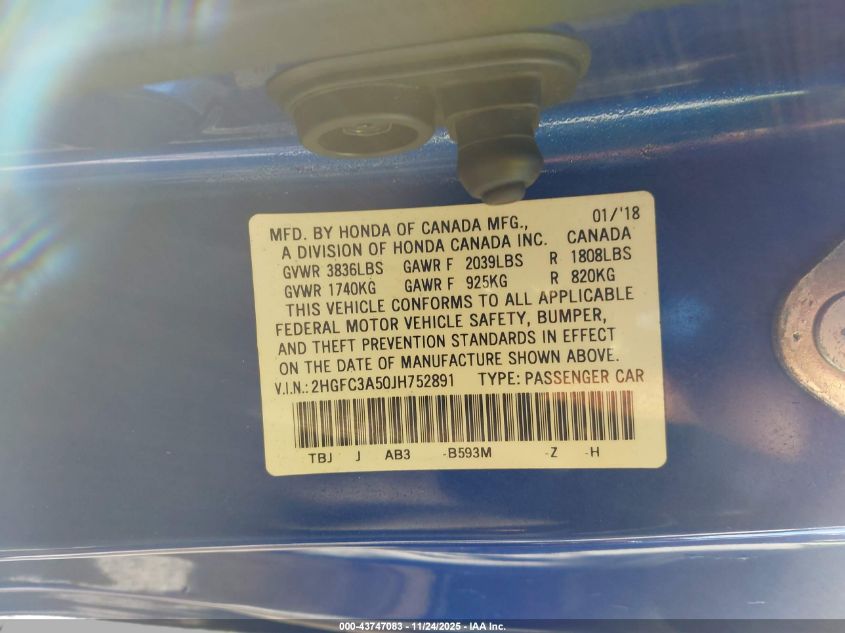 MFD. BY HONDA OF CANADA MFG., 01/'18
A DIVISION OF HONDA CANADA INC. CANADA
GVWR 3836LBS GAWR F 2039LBS R 1808LBS
GVWR 1740KG GAWR F 925KG R 820KG
THIS VEHICLE CONFORMS TO ALL APPLICABLE
FEDERAL MOTOR VEHICLE SAFETY, BUMPER,
AND THEFT PREVENTION STANDARDS IN EFFECT
ON THE DATE OF MANUFACTURE SHOWN ABOVE.
V.I.N.: 2HGFC3A50JH752891 TYPE: PASSENGER CAR
TBJ J AB3 -B593M -Z -H
000-43747083 - 11/24/2025 - IAA Inc.